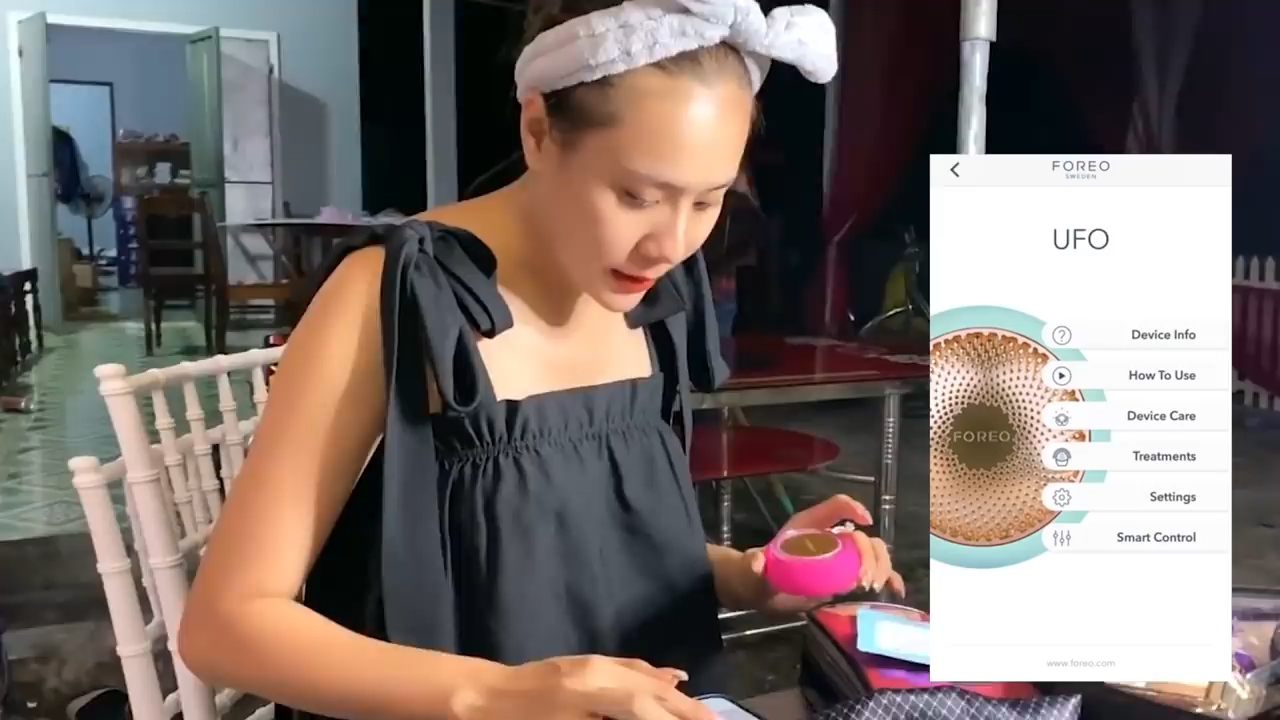 FOREO
SWEDEN
UFO
Device Info
How To Use
Device Care
FOREO
Treatments
Settings
Smart Control
www.foreo.com